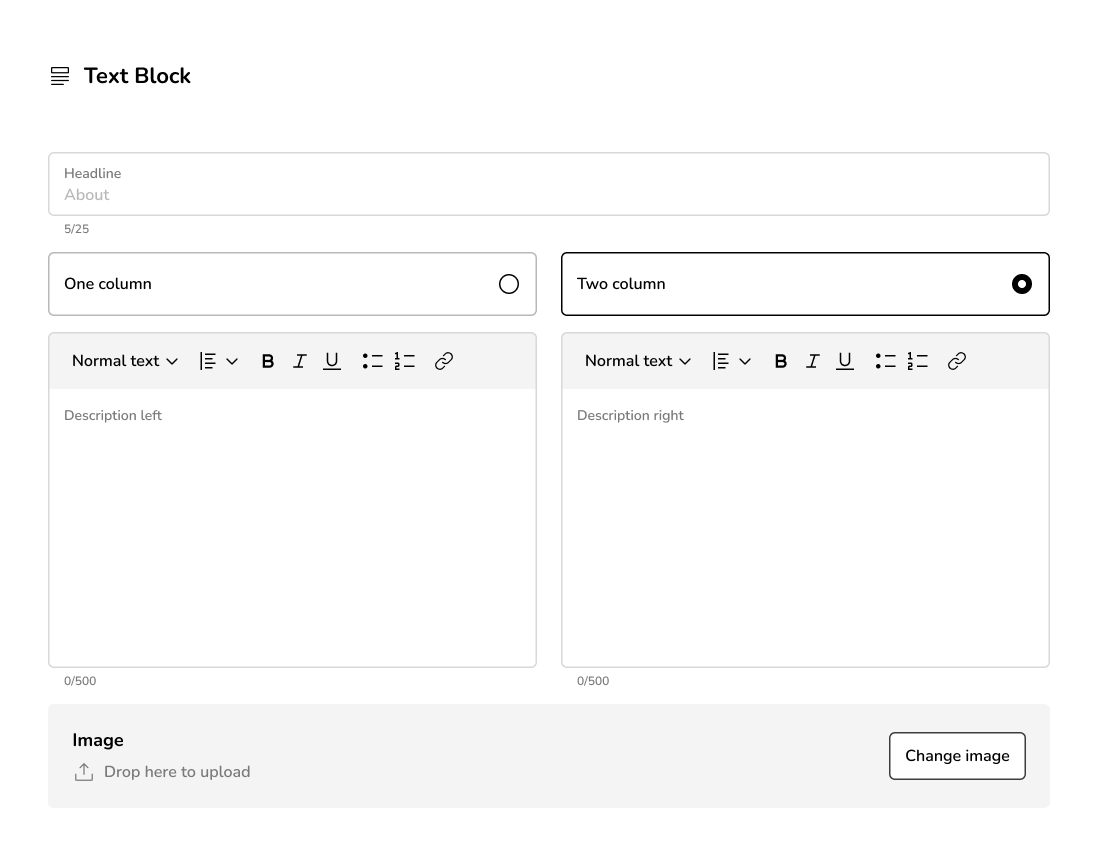 Text Block
Headline
About
5/25
One column
Two column
Normal text B I U
Normal text B I U
Description left
Description right
0/500
0/500
Image
Drop here to upload
Change image